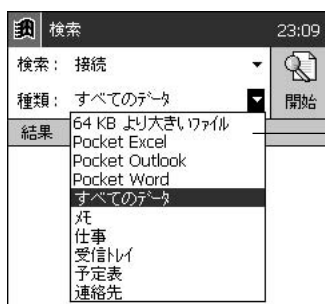 検索 23:09
検索： 接続
種類： すべてのデータ
開始
結果
64 KB より大きいファイル
Pocket Excel
Pocket Outlook
Pocket Word
すべてのデータ
メモ
仕事
受信トレイ
予定表
連絡先